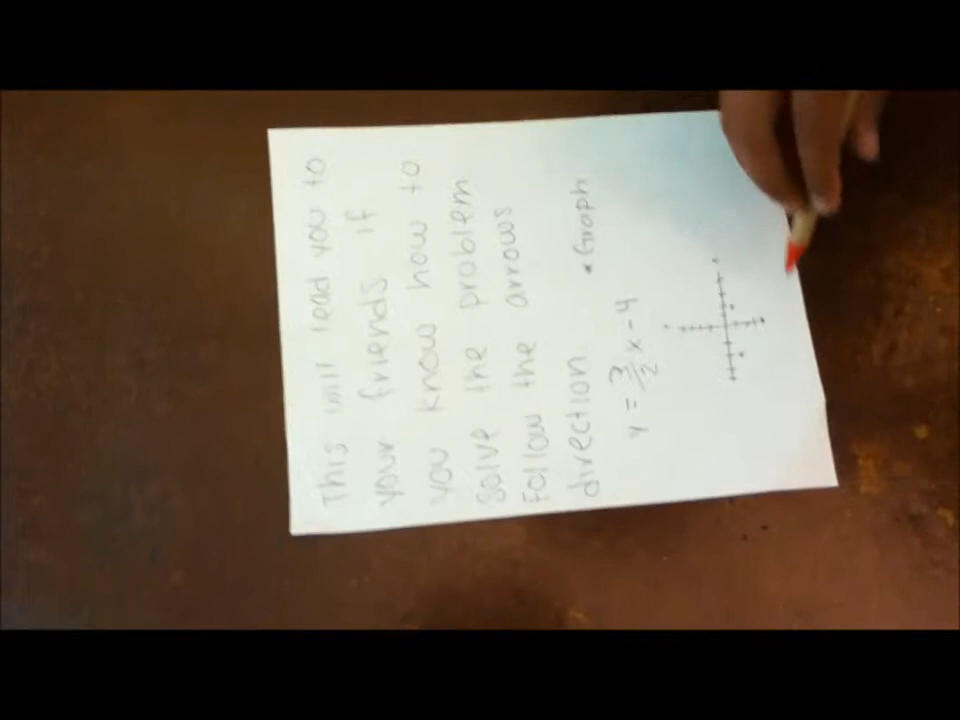 This will lead you to
your friends if
you know how to
solve the problem
Follow the arrows
direction • Graph
y = 3/2 x - 4